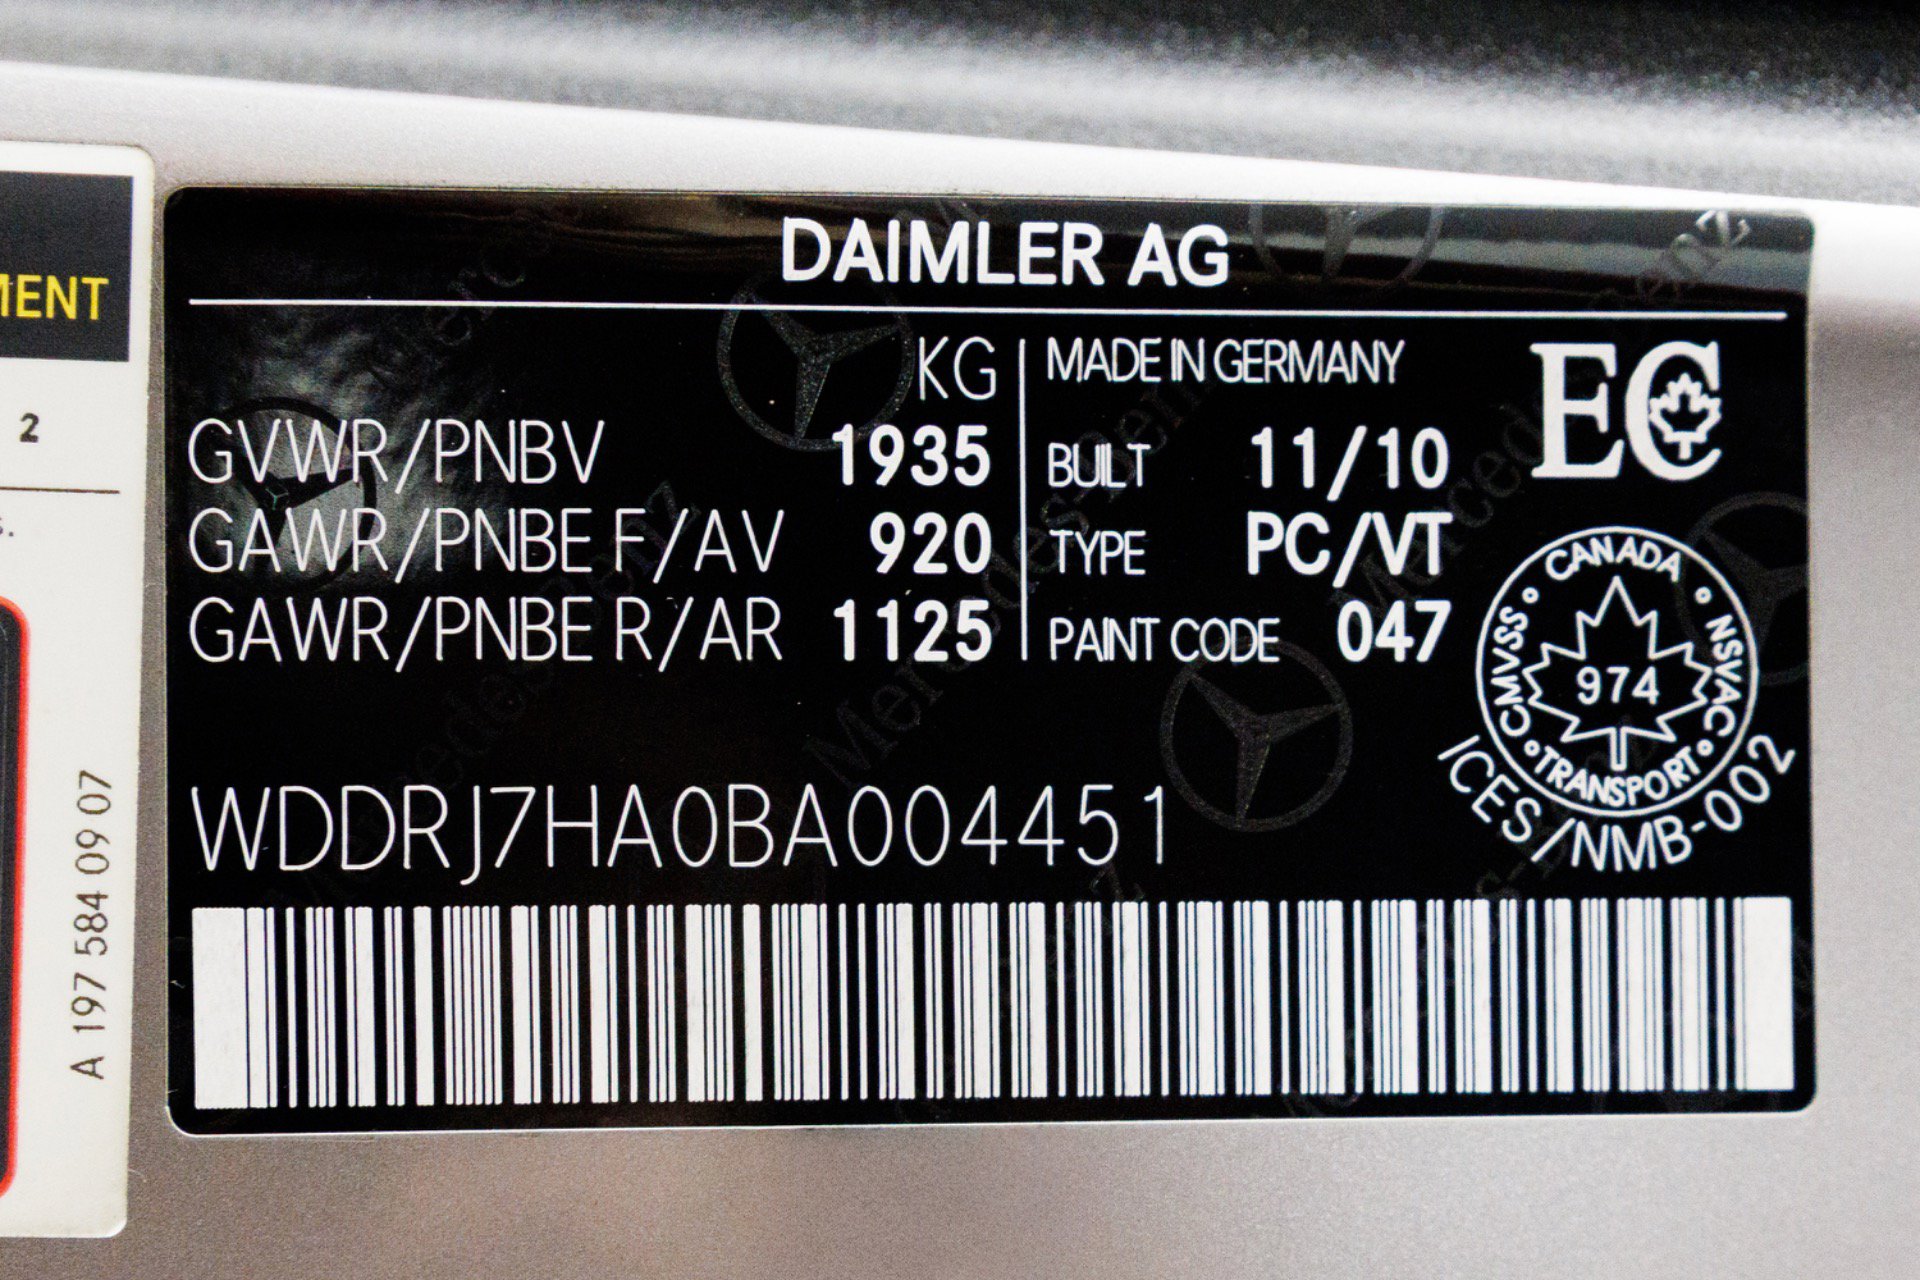 MENT
2
s.
A 197 584 09 07
DAIMLER AG
KG
GVWR/PNBV 1935
GAWR/PNBE F/AV 920
GAWR/PNBE R/AR 1125
MADE IN GERMANY
BUILT 11/10
TYPE PC/VT
PAINT CODE 047
EC
CANADA
CMVSS NSVAC
974
TRANSPORT
ICES/NMB-002
WDDRJ7HA0BA004451
Mercedes-Benz